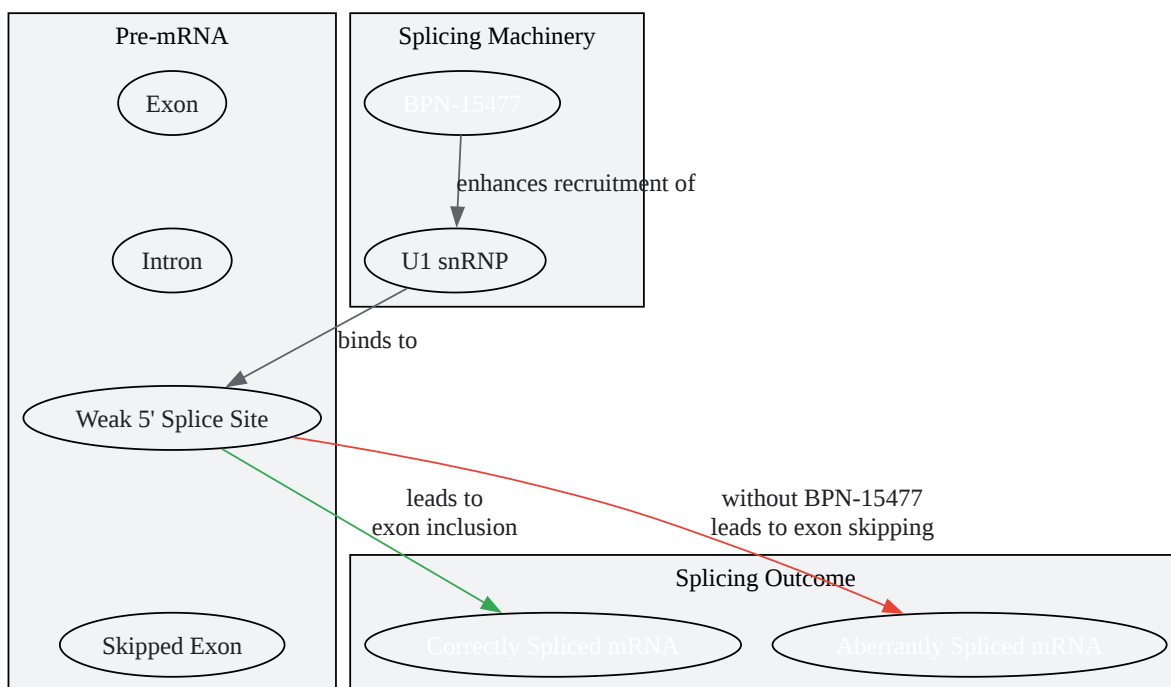 Pre-mRNA
Splicing Machinery
Exon
BPN-15477
enhances recruitment of
Intron
U1 snRNP
binds to
Weak 5' Splice Site
leads to
exon inclusion
without BPN-15477
leads to exon skipping
Splicing Outcome
Skipped Exon
Correctly Spliced mRNA
Aberrantly Spliced mRNA